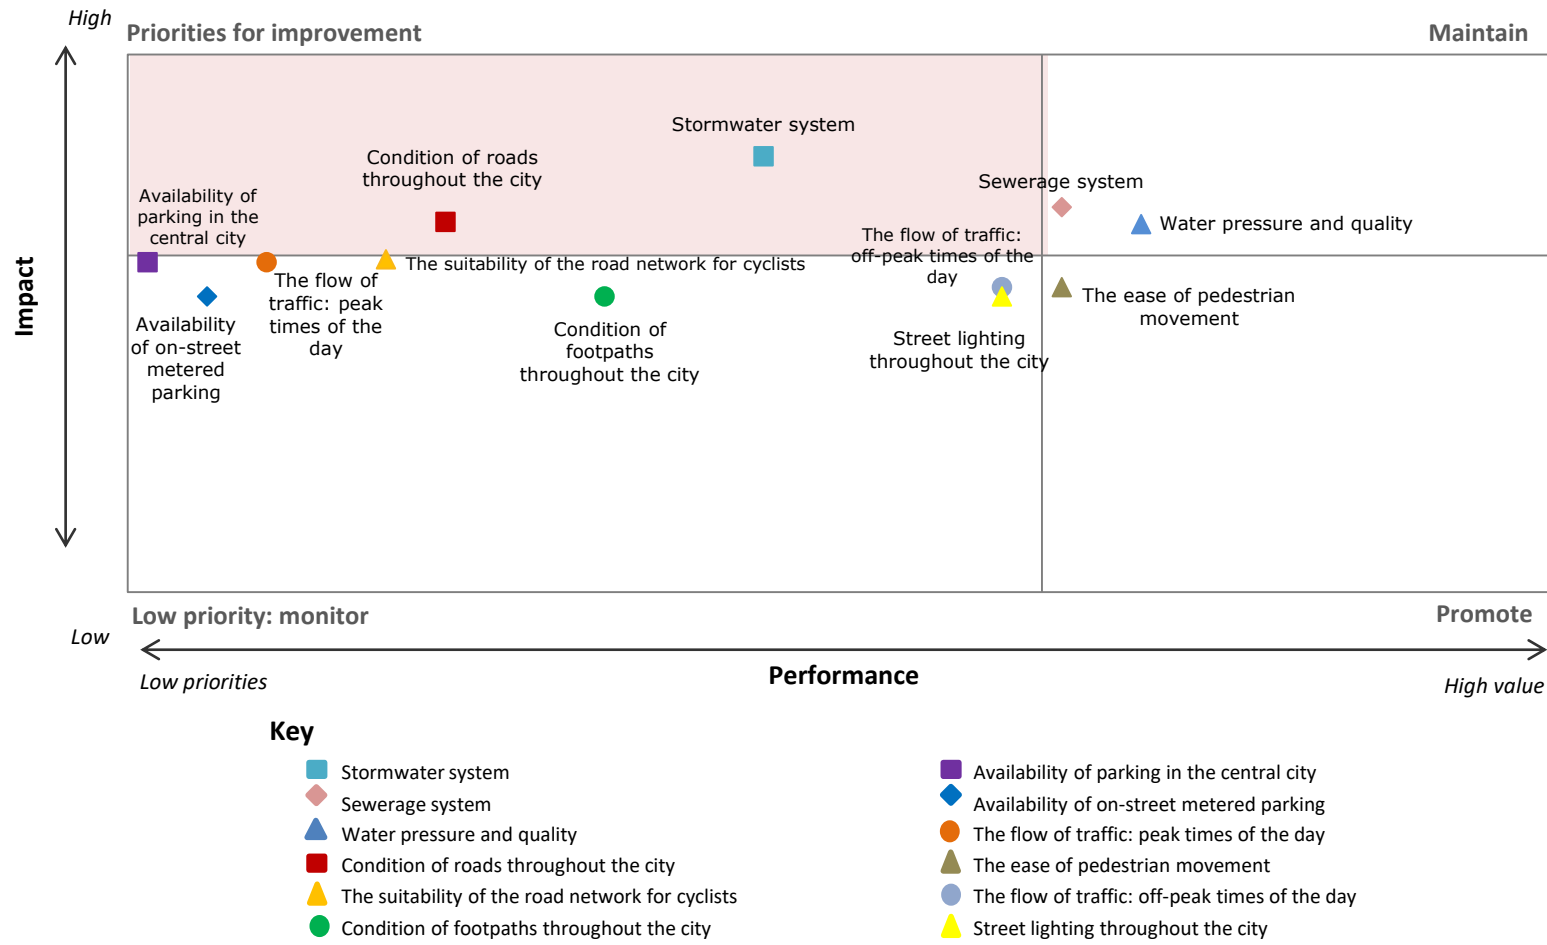 High
Priorities for improvement
Maintain
Stormwater system
Condition of roads
throughout the city
Sewerage system
Availability of
parking in the
central city
Water pressure and quality
The flow of traffic:
off-peak times of the
day
The suitability of the road network for cyclists
The flow of
traffic: peak
times of the
day
The ease of pedestrian
movement
Availability
of on-street
metered
parking
Condition of
footpaths
throughout the city
Street lighting
throughout the city
Impact
Low priority: monitor
Promote
Low
Low priorities
Performance
High value
Key
Stormwater system
Sewerage system
Water pressure and quality
Condition of roads throughout the city
The suitability of the road network for cyclists
Condition of footpaths throughout the city
Availability of parking in the central city
Availability of on-street metered parking
The flow of traffic: peak times of the day
The ease of pedestrian movement
The flow of traffic: off-peak times of the day
Street lighting throughout the city